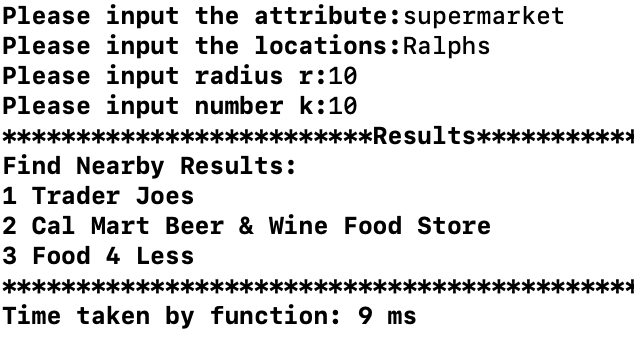 Please input the attribute:supermarket
Please input the locations:Ralphs
Please input radius r:10
Please input number k:10
*************************Results***********
Find Nearby Results:
1 Trader Joes
2 Cal Mart Beer & Wine Food Store
3 Food 4 Less
*******************************************
Time taken by function: 9 ms